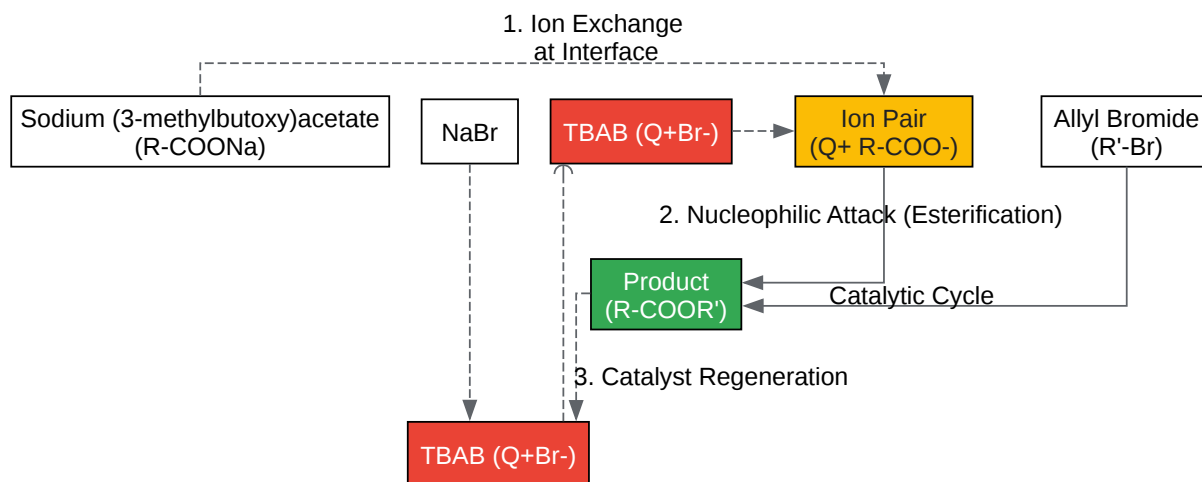 1. Ion Exchange
at Interface
Sodium (3-methylbutoxy)acetate
(R-COONa)
NaBr
TBAB (Q+Br-)
Ion Pair
(Q+ R-COO-)
Allyl Bromide
(R'-Br)
2. Nucleophilic Attack (Esterification)
Product
(R-COOR')
Catalytic Cycle
3. Catalyst Regeneration
TBAB (Q+Br-)